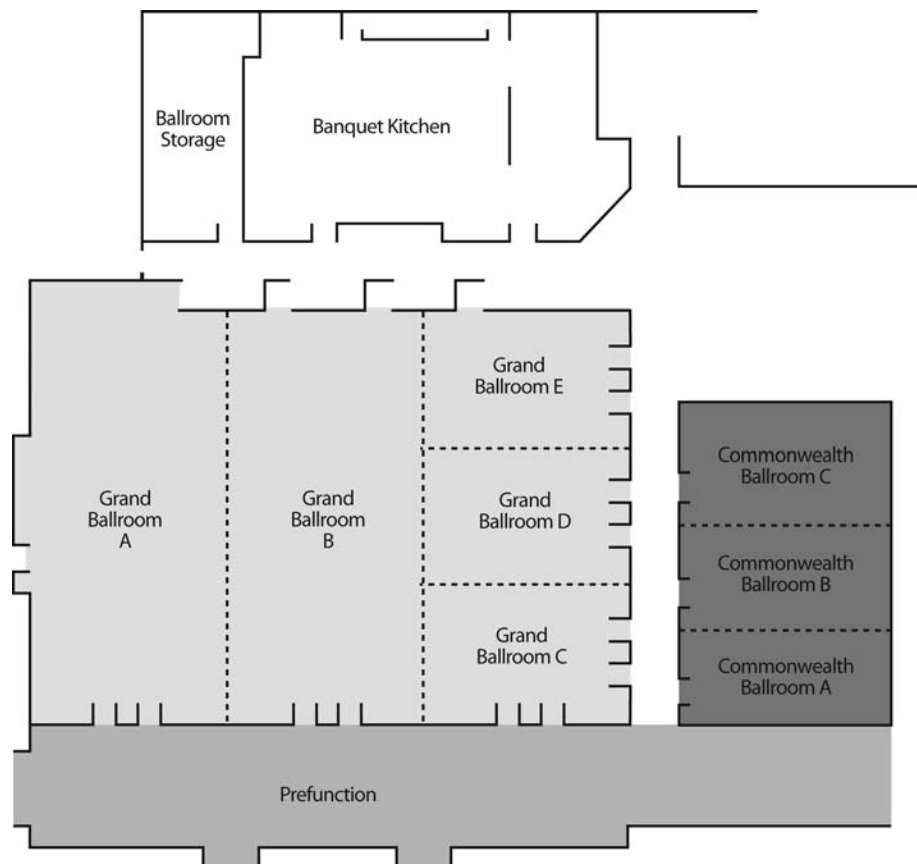 Ballroom
Storage
Banquet Kitchen
Grand
Ballroom E
Grand
Ballroom
A
Grand
Ballroom
B
Grand
Ballroom D
Grand
Ballroom C
Commonwealth
Ballroom C
Commonwealth
Ballroom B
Commonwealth
Ballroom A
Prefunction